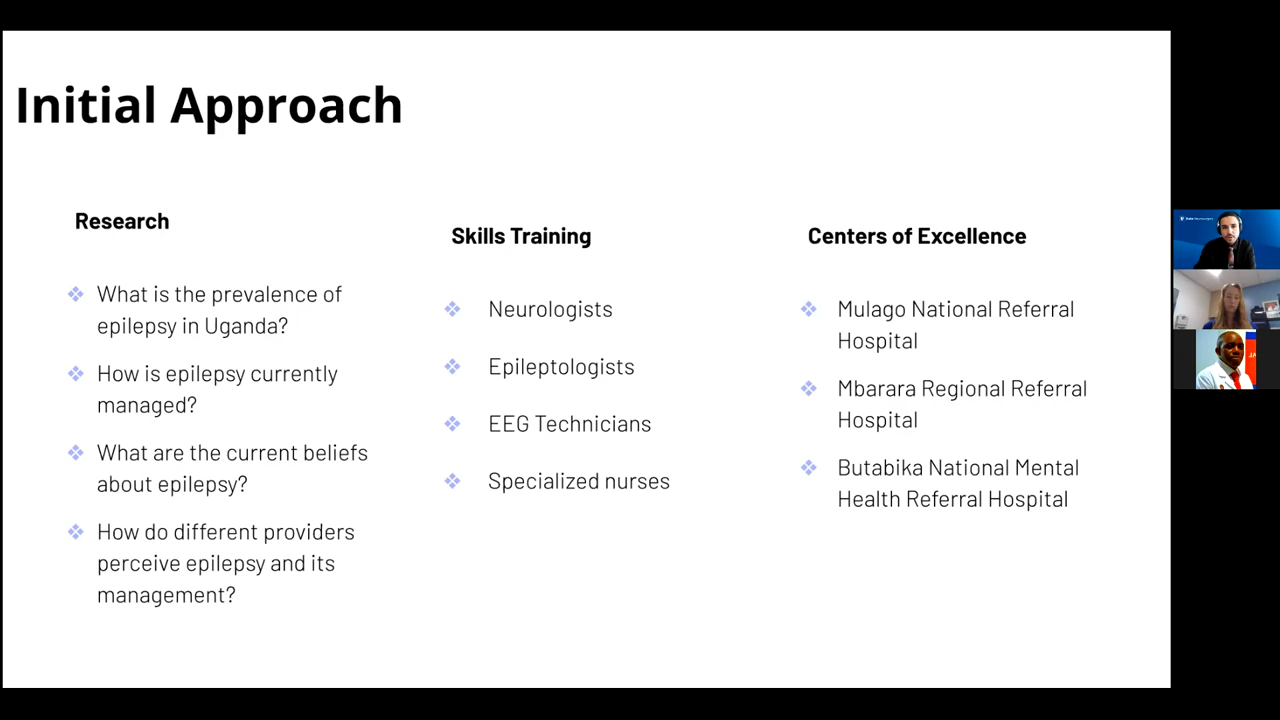 Initial Approach
Research
What is the prevalence of
epilepsy in Uganda?
How is epilepsy currently
managed?
What are the current beliefs
about epilepsy?
How do different providers
perceive epilepsy and its
management?
Skills Training
Neurologists
Epileptologists
EEG Technicians
Specialized nurses
Centers of Excellence
Mulago National Referral
Hospital
Mbarara Regional Referral
Hospital
Butabika National Mental
Health Referral Hospital